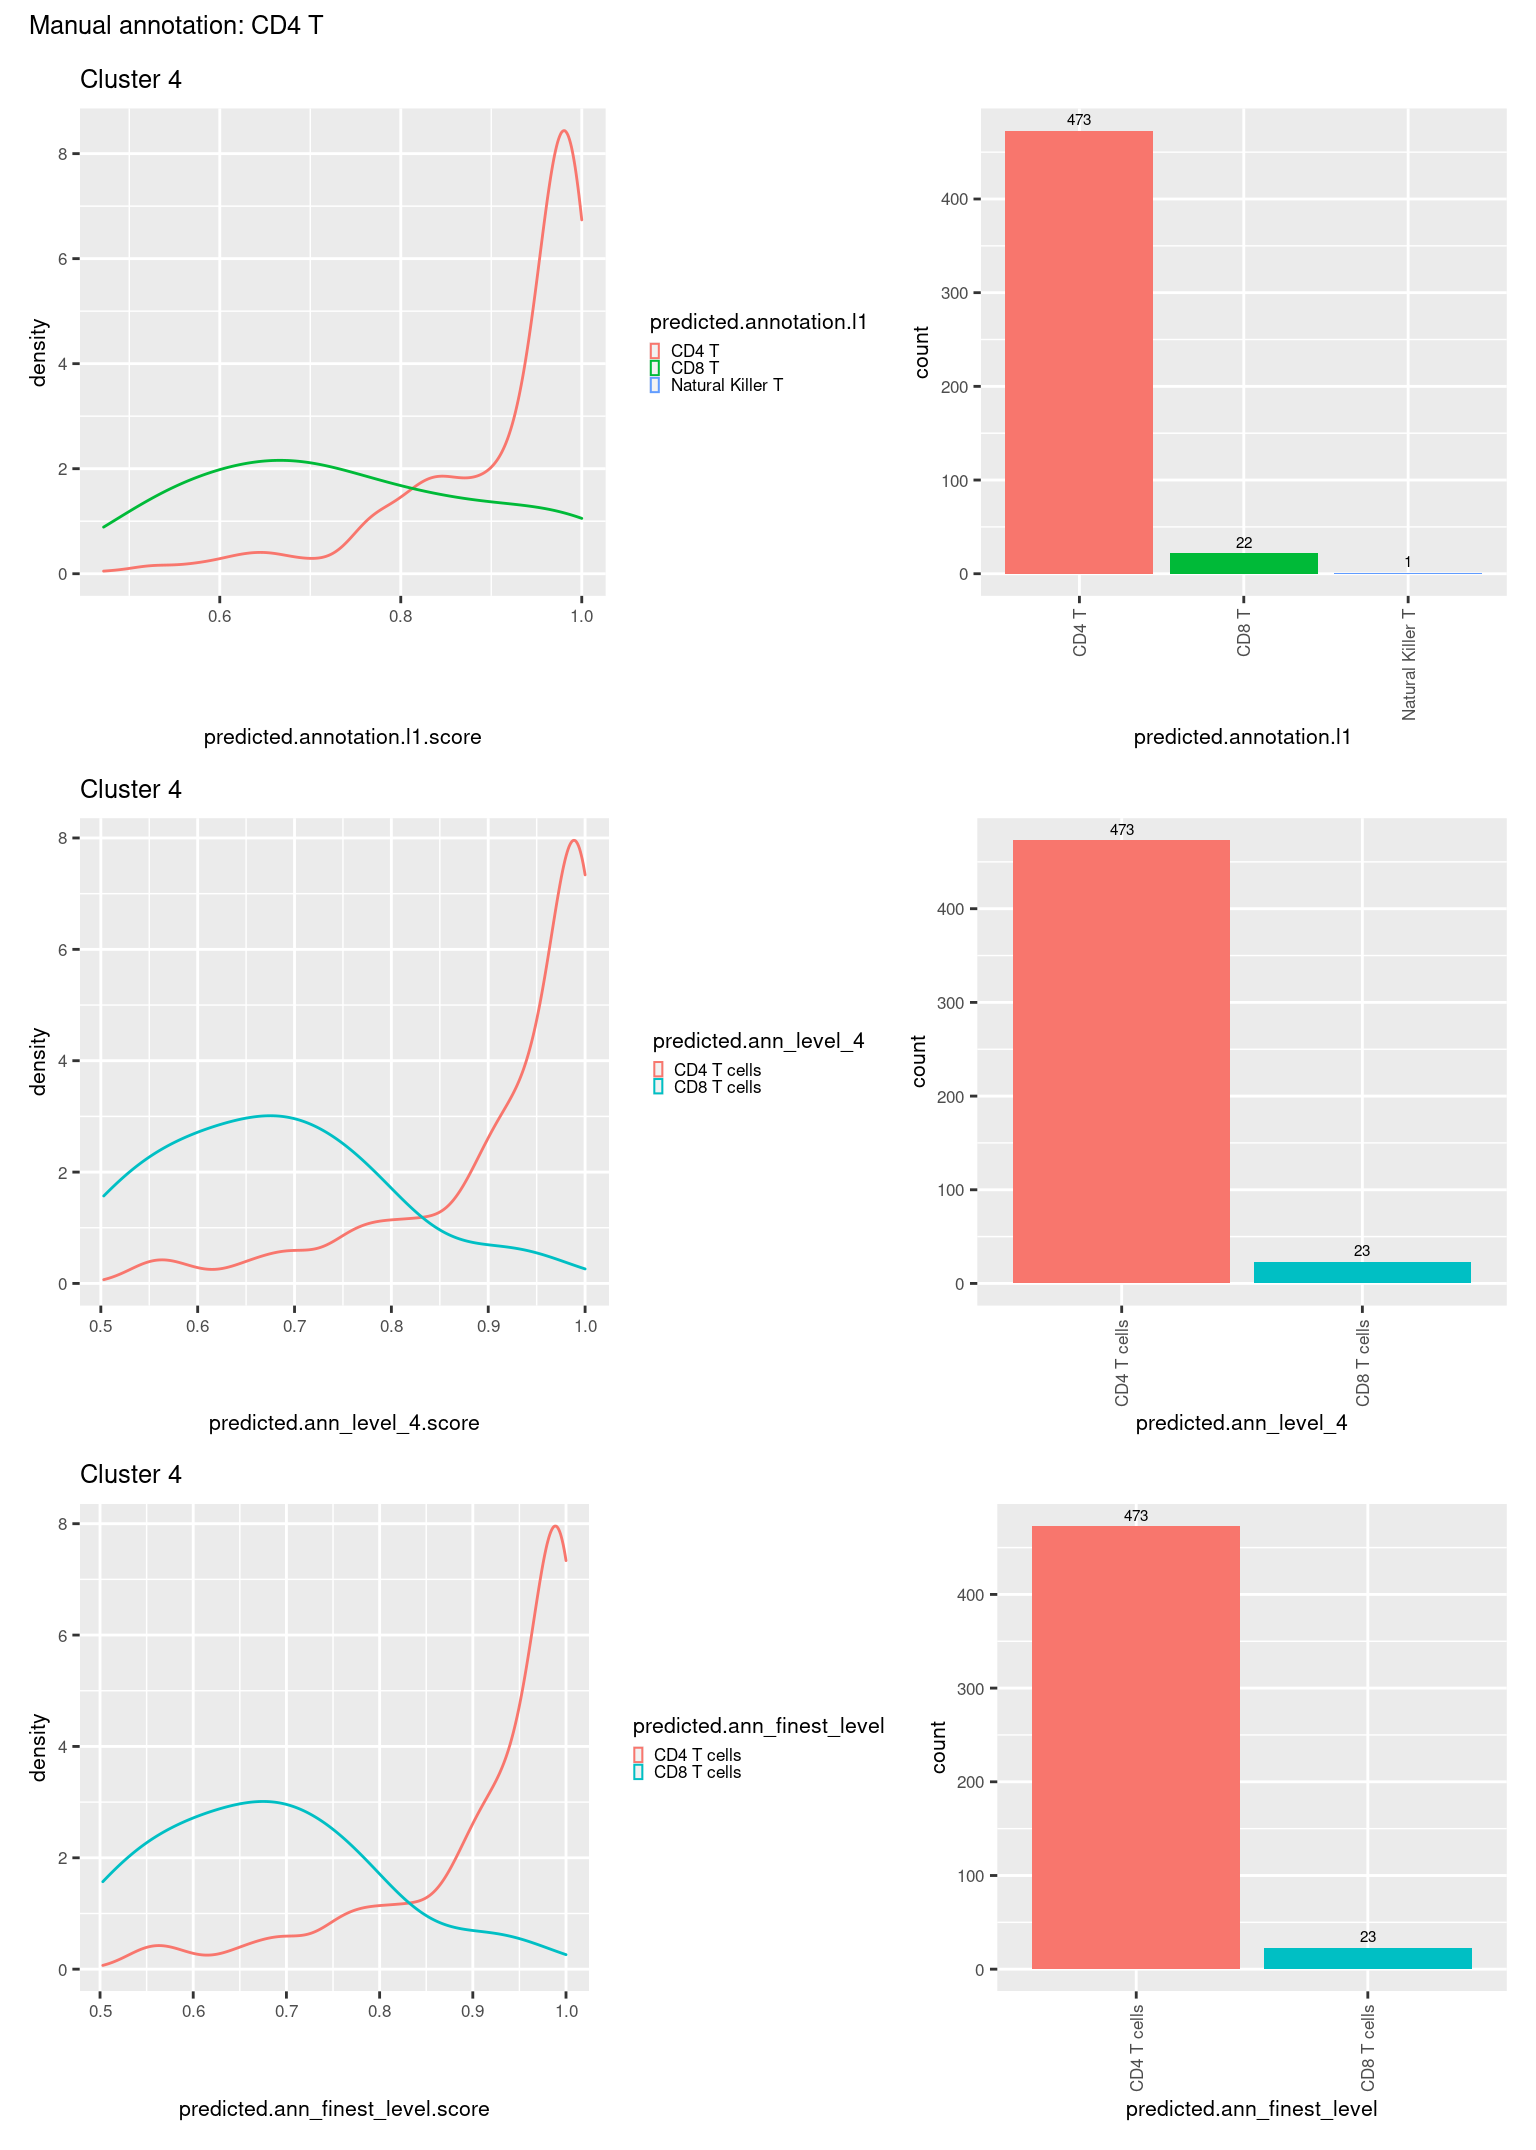 Manual annotation: CD4 T
Cluster 4
density
8
6
4
2
0
0.6 0.8 1.0
predicted.annotation.l1.score
predicted.annotation.l1
CD4 T
CD8 T
Natural Killer T
count
400
300
200
100
0
473
22
1
CD4 T
CD8 T
Natural Killer T
predicted.annotation.l1
Cluster 4
density
8
6
4
2
0
0.5 0.6 0.7 0.8 0.9 1.0
predicted.ann_level_4.score
predicted.ann_level_4
CD4 T cells
CD8 T cells
count
400
300
200
100
0
473
23
CD4 T cells
CD8 T cells
predicted.ann_level_4
Cluster 4
density
8
6
4
2
0
0.5 0.6 0.7 0.8 0.9 1.0
predicted.ann_finest_level.score
predicted.ann_finest_level
CD4 T cells
CD8 T cells
count
400
300
200
100
0
473
23
CD4 T cells
CD8 T cells
predicted.ann_finest_level